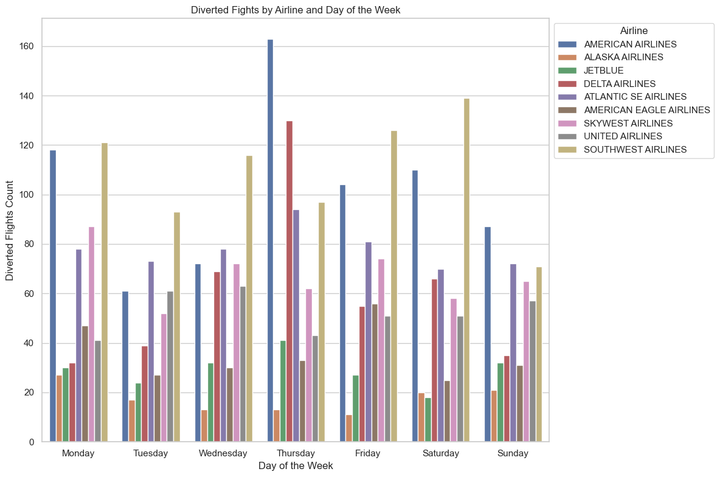 Diverted Fights by Airline and Day of the Week
Airline
AMERICAN AIRLINES
ALASKA AIRLINES
JETBLUE
DELTA AIRLINES
ATLANTIC SE AIRLINES
AMERICAN EAGLE AIRLINES
SKYWEST AIRLINES
UNITED AIRLINES
SOUTHWEST AIRLINES
Diverted Flights Count
160
140
120
100
80
60
40
20
0
Monday Tuesday Wednesday Thursday Friday Saturday Sunday
Day of the Week